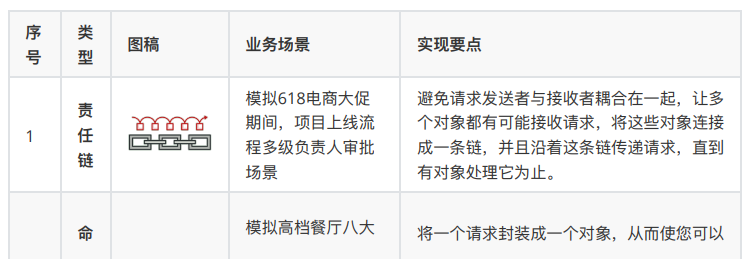 序号 类型 图稿 业务场景 实现要点
1 责任链 模拟618电商大促期间，项目上线流程多级负责人审批场景 避免请求发送者与接收者耦合在一起，让多个对象都有可能接收请求，将这些对象连接成一条链，并且沿着这条链传递请求，直到有对象处理它为止。
命 模拟高档餐厅八大 将一个请求封装成一个对象，从而使您可以